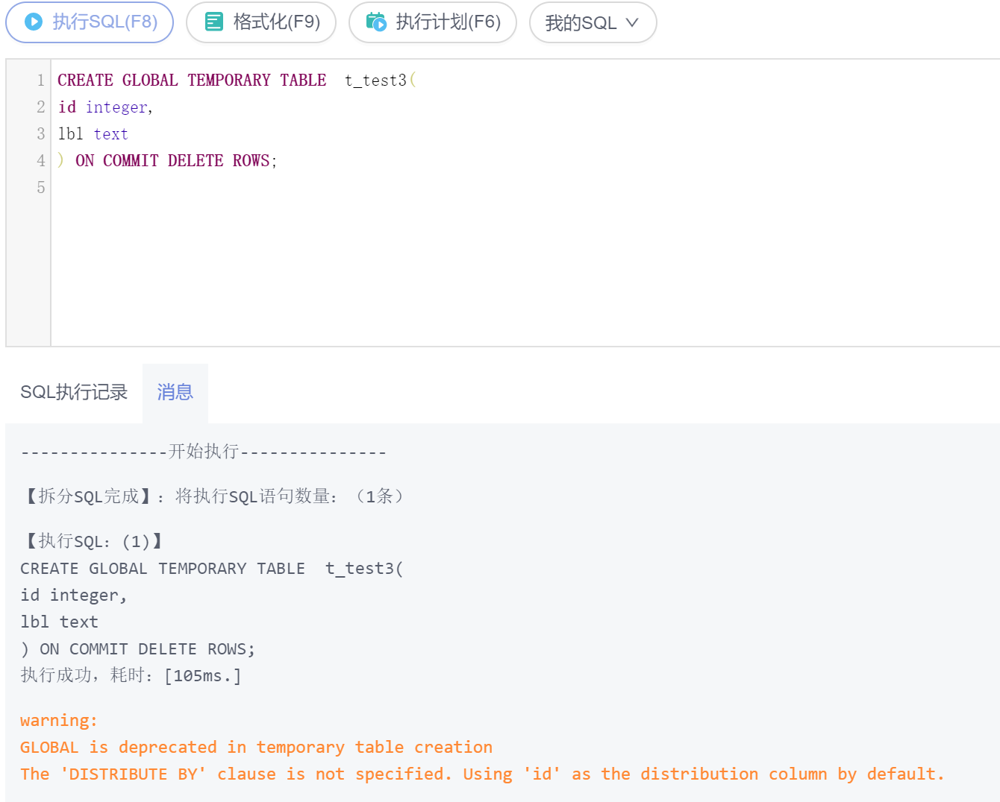 执行SQL(F8) 格式化(F9) 执行计划(F6) 我的SQL
1 CREATE GLOBAL TEMPORARY TABLE  t_test3(
2 id integer,
3 lbl text
4 ) ON COMMIT DELETE ROWS;
5
SQL执行记录 消息
---------------开始执行---------------
【拆分SQL完成】：将执行SQL语句数量：（1条）
【执行SQL：(1)】
CREATE GLOBAL TEMPORARY TABLE  t_test3(
id integer,
lbl text
) ON COMMIT DELETE ROWS;
执行成功，耗时：[105ms.]
warning:
GLOBAL is deprecated in temporary table creation
The 'DISTRIBUTE BY' clause is not specified. Using 'id' as the distribution column by default.